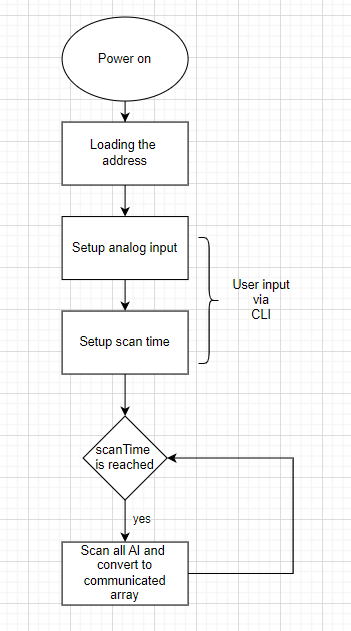 Power on
Loading the
address
Setup analog input
User input
via
CLI
Setup scan time
scanTime
is reached
yes
Scan all AI and
convert to
communicated
array